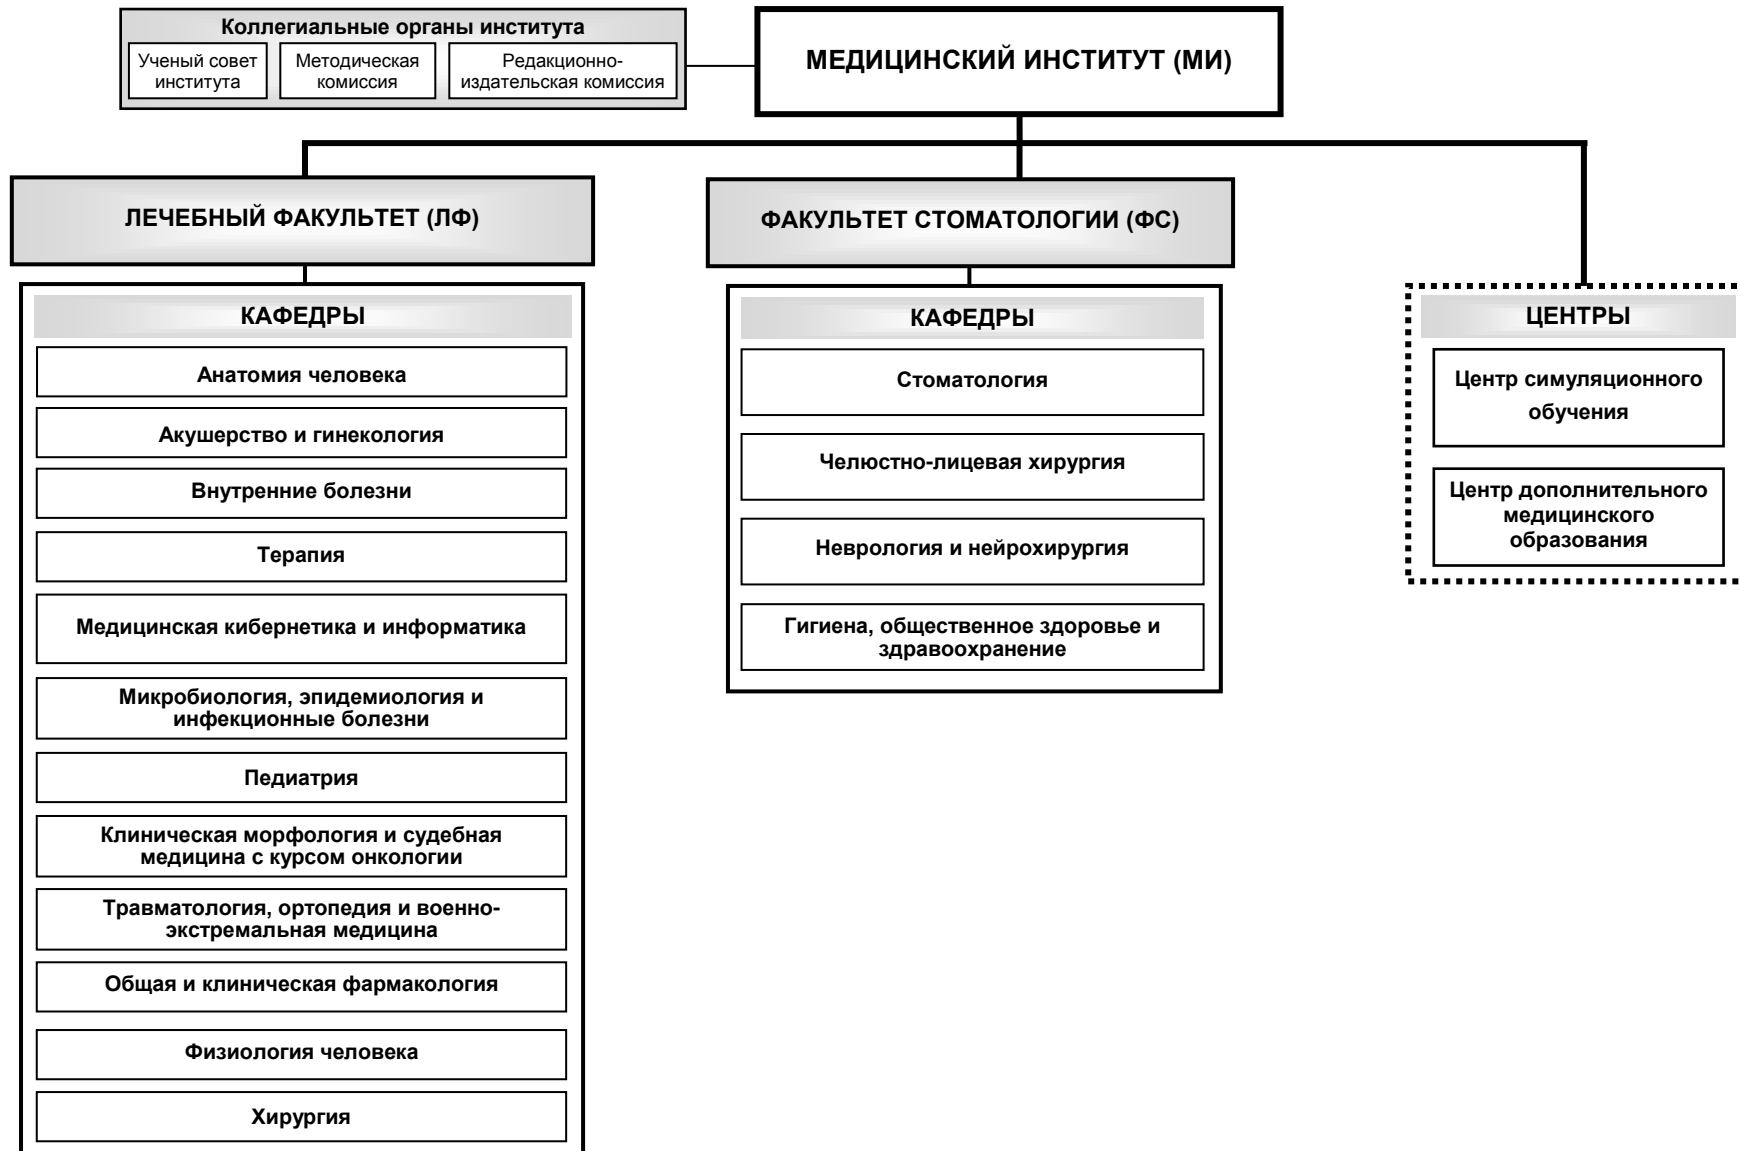 Коллегиальные органы института
Ученый совет
института
Методическая
комиссия
Редакционно-
издательская комиссия
МЕДИЦИНСКИЙ ИНСТИТУТ (МИ)
ЛЕЧЕБНЫЙ ФАКУЛЬТЕТ (ЛФ)
КАФЕДРЫ
Анатомия человека
Акушерство и гинекология
Внутренние болезни
Терапия
Медицинская кибернетика и информатика
Микробиология, эпидемиология и
инфекционные болезни
Педиатрия
Клиническая морфология и судебная
медицина с курсом онкологии
Травматология, ортопедия и военно-
экстремальная медицина
Общая и клиническая фармакология
Физиология человека
Хирургия
ФАКУЛЬТЕТ СТОМАТОЛОГИИ (ФС)
КАФЕДРЫ
Стоматология
Челюстно-лицевая хирургия
Неврология и нейрохирургия
Гигиена, общественное здоровье и
здравоохранение
ЦЕНТРЫ
Центр симуляционного
обучения
Центр дополнительного
медицинского
образования